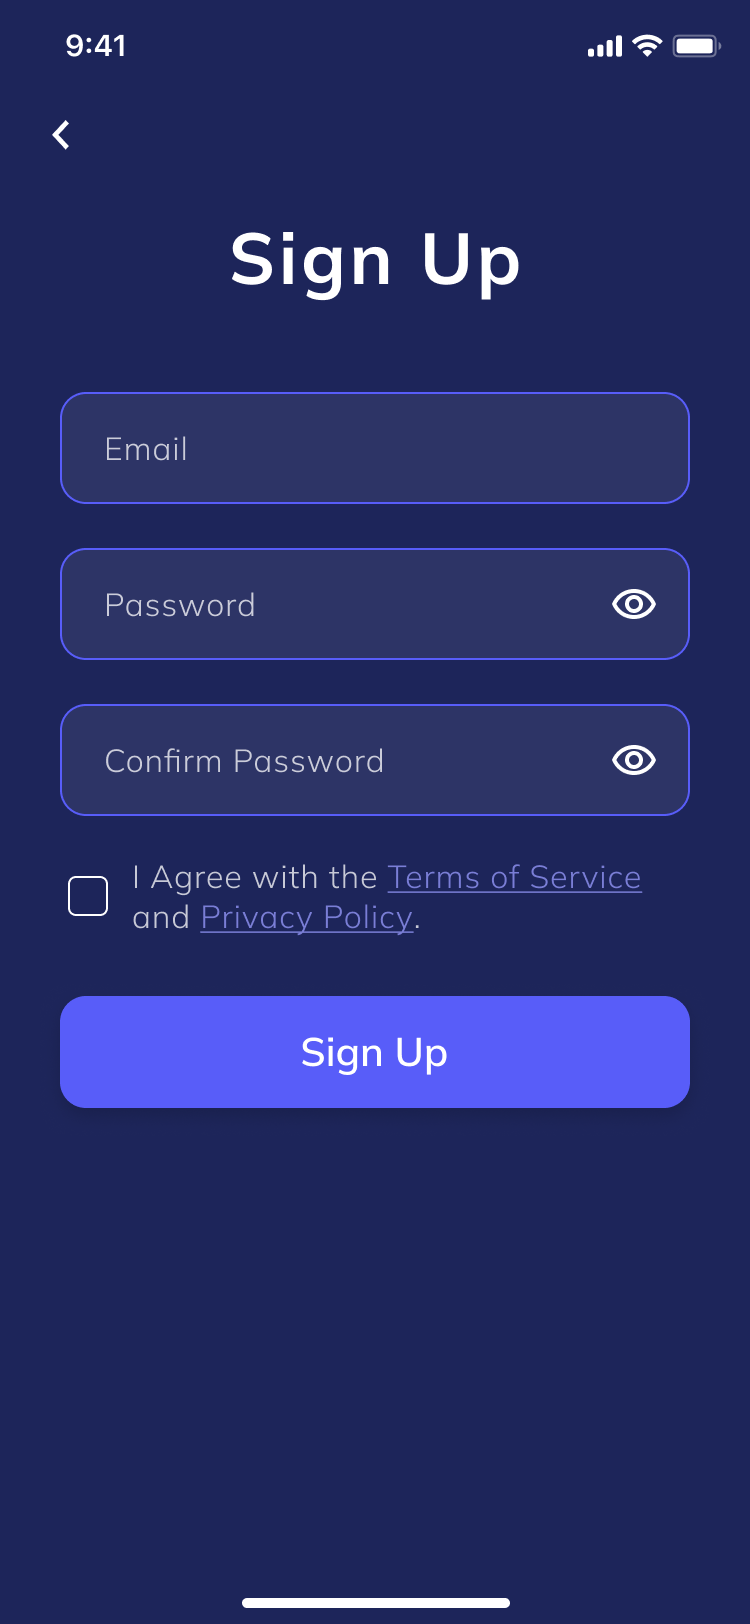 9:41
Sign Up
Email
Password
Confirm Password
I Agree with the Terms of Service
and Privacy Policy.
Sign Up